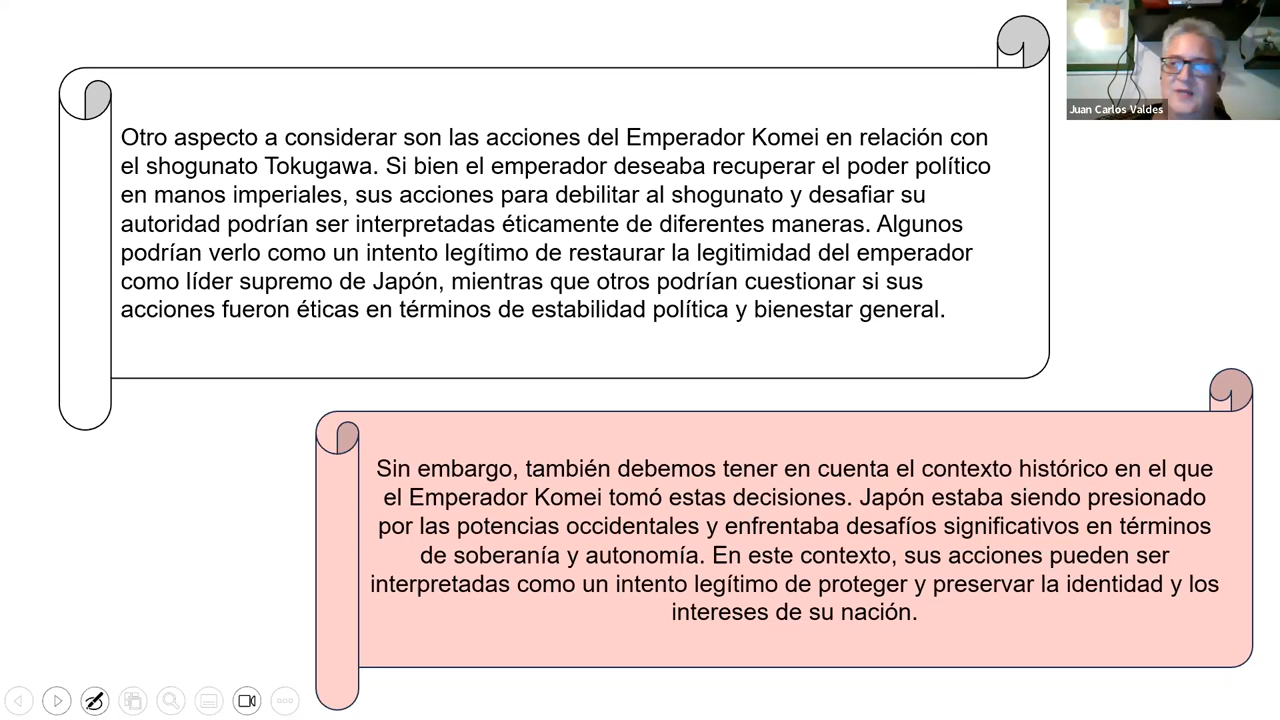 Juan Carlos Valdes
Otro aspecto a considerar son las acciones del Emperador Komei en relación con
el shogunato Tokugawa. Si bien el emperador deseaba recuperar el poder político
en manos imperiales, sus acciones para debilitar al shogunato y desafiar su
autoridad podrían ser interpretadas éticamente de diferentes maneras. Algunos
podrían verlo como un intento legítimo de restaurar la legitimidad del emperador
como líder supremo de Japón, mientras que otros podrían cuestionar si sus
acciones fueron éticas en términos de estabilidad política y bienestar general.
Sin embargo, también debemos tener en cuenta el contexto histórico en el que
el Emperador Komei tomó estas decisiones. Japón estaba siendo presionado
por las potencias occidentales y enfrentaba desafíos significativos en términos
de soberanía y autonomía. En este contexto, sus acciones pueden ser
interpretadas como un intento legítimo de proteger y preservar la identidad y los
intereses de su nación.